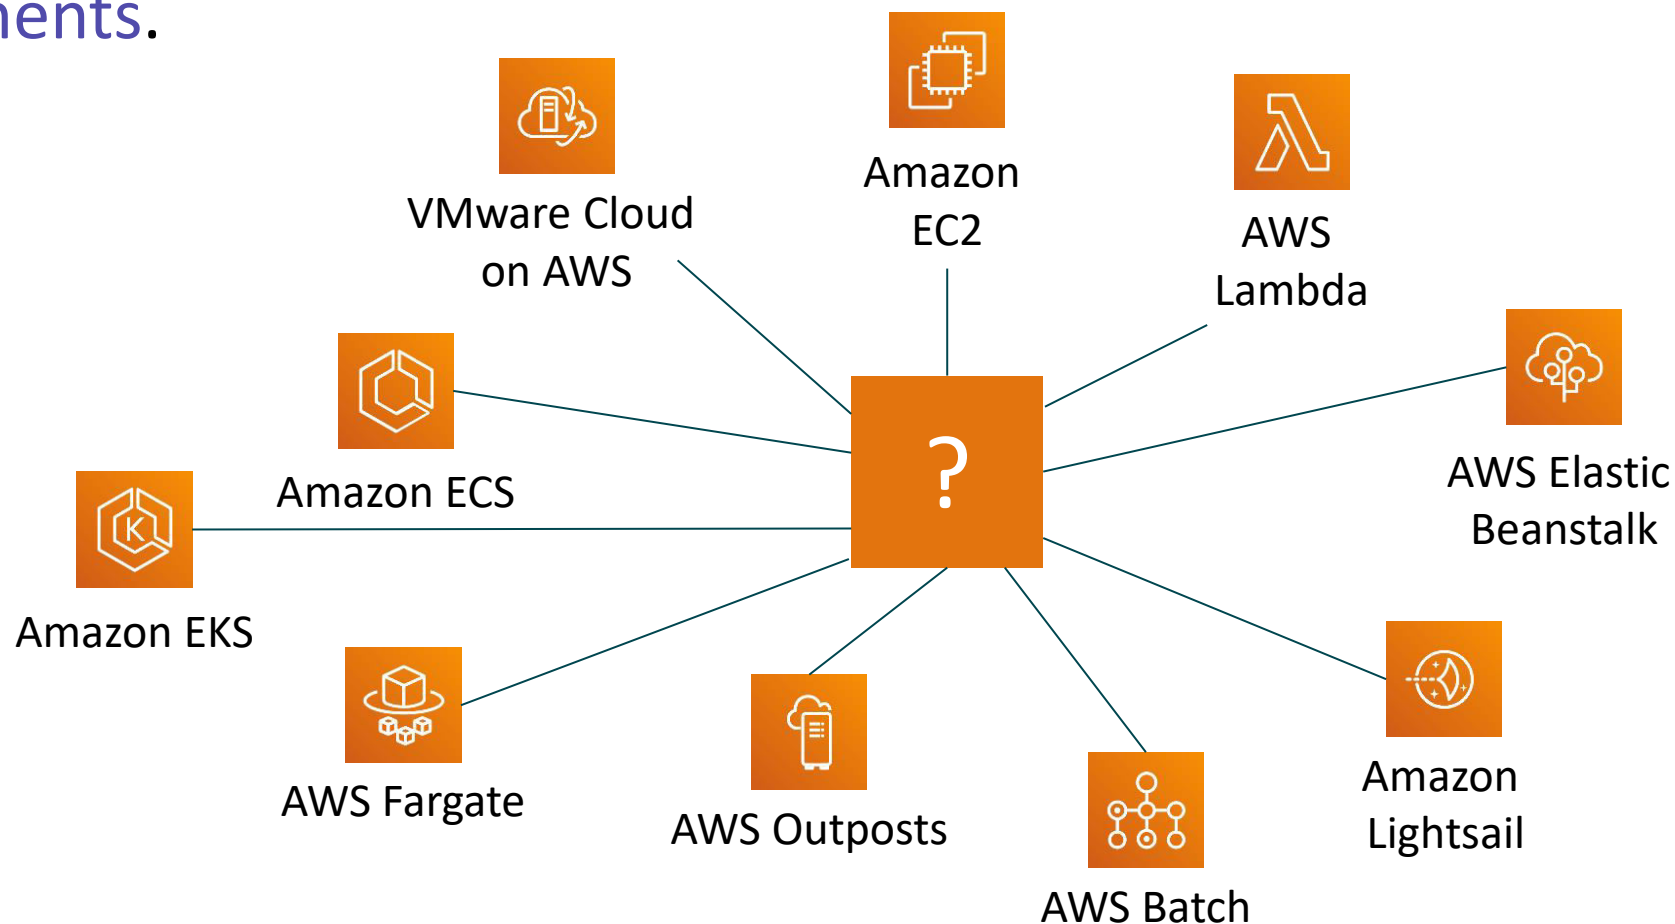 nents.
Amazon
EC2
VMware Cloud
on AWS
AWS
Lambda
?
AWS Elastic
Beanstalk
Amazon ECS
K
Amazon EKS
AWS Fargate
AWS Outposts
Amazon
Lightsail
AWS Batch